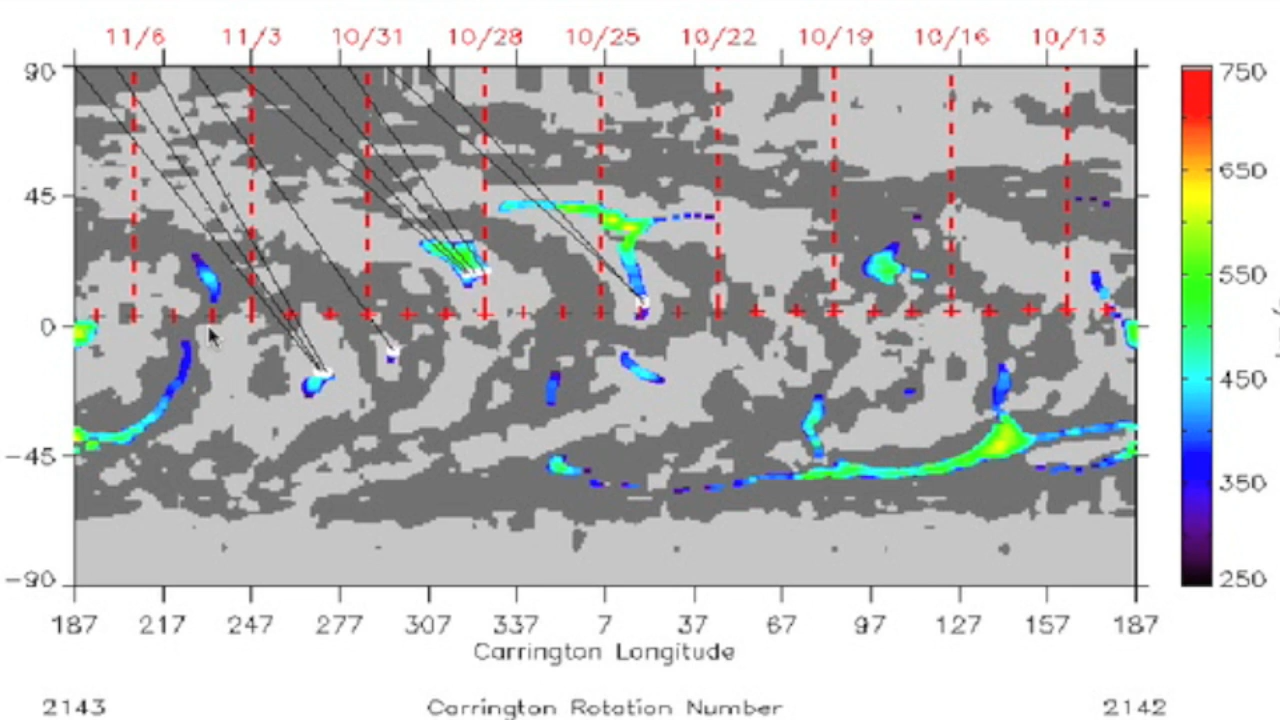 11/6 11/3 10/31 10/28 10/25 10/22 10/19 10/16 10/13
90
45
0
−45
−90
750
650
550
450
350
250
187 217 247 277 307 337 7 37 67 97 127 157 187
Carrington Longitude
2143 Carrington Rotation Number 2142